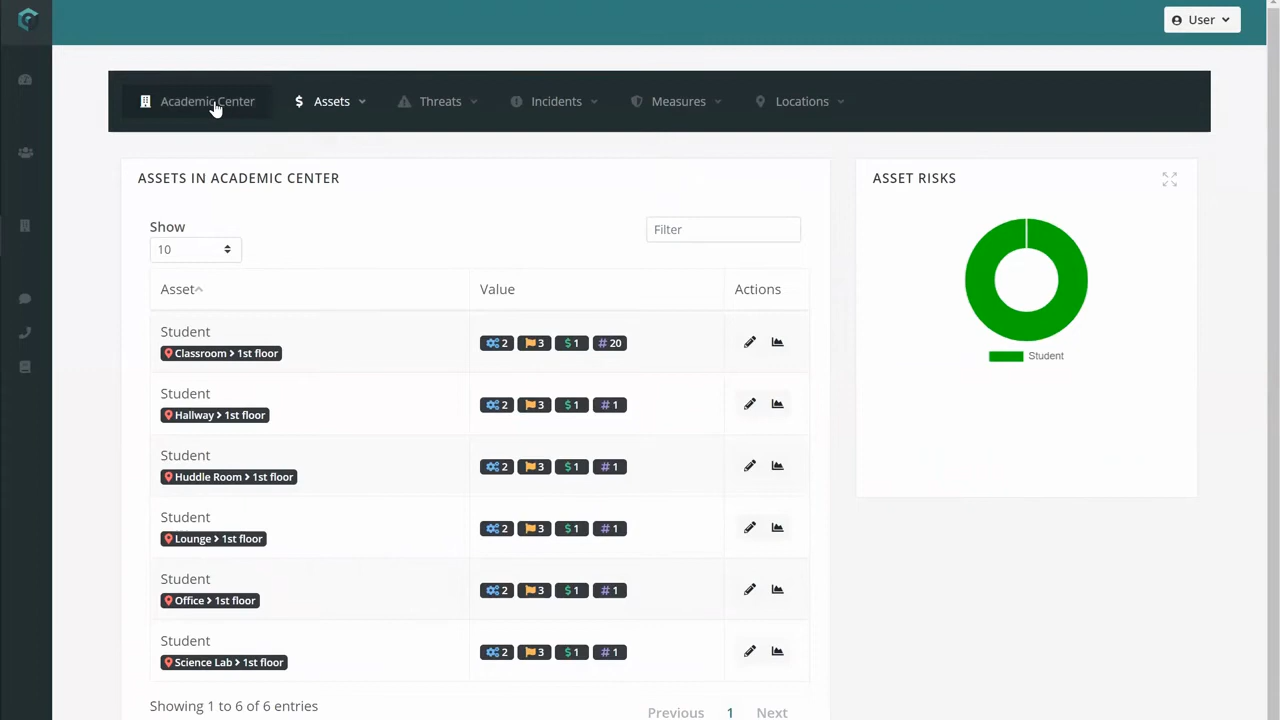 User
Academic Center Assets Threats Incidents Measures Locations
ASSETS IN ACADEMIC CENTER
Show
10
Filter
Asset Value Actions
Student
Classroom > 1st floor
2 3 $ 1 # 20
Student
Hallway > 1st floor
2 3 $ 1 # 1
Student
Huddle Room > 1st floor
2 3 $ 1 # 1
Student
Lounge > 1st floor
2 3 $ 1 # 1
Student
Office > 1st floor
2 3 $ 1 # 1
Student
Science Lab > 1st floor
2 3 $ 1 # 1
Showing 1 to 6 of 6 entries
Previous 1 Next
ASSET RISKS
Student